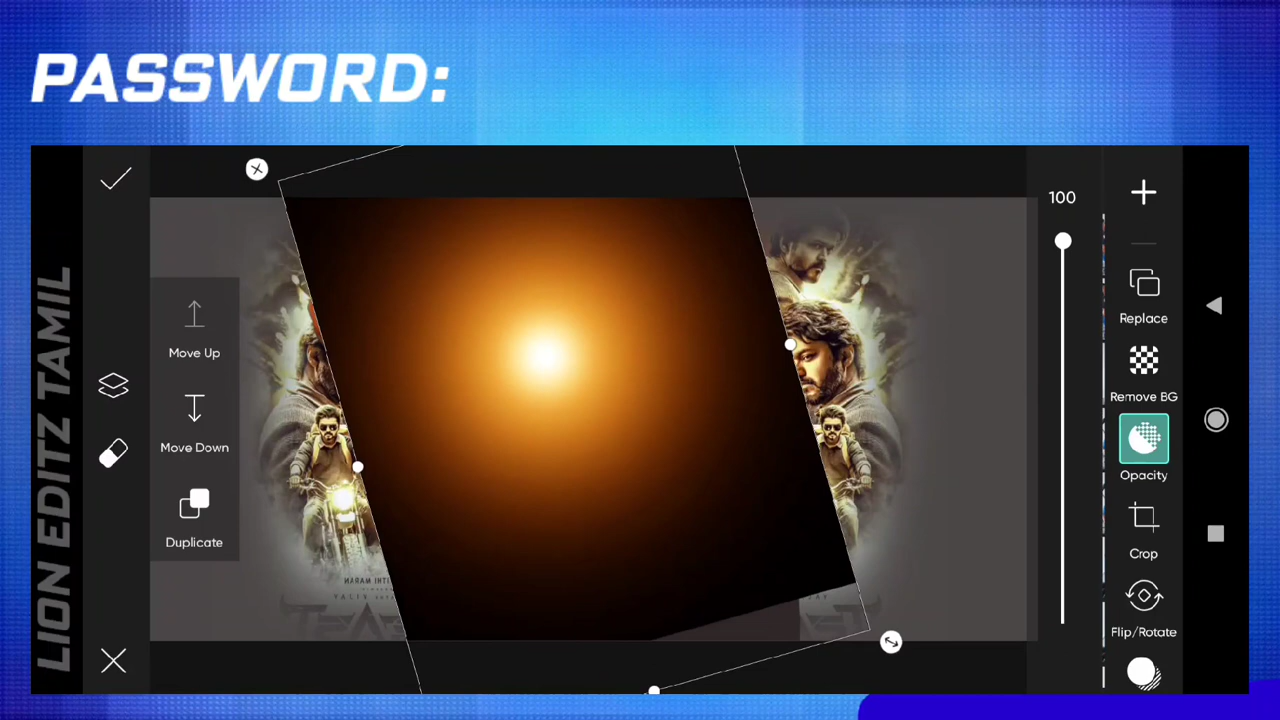 PASSWORD:
100
Replace
Remove BG
Opacity
Crop
Flip/Rotate
Move Up
Move Down
Duplicate
LION EDITZ TAMIL